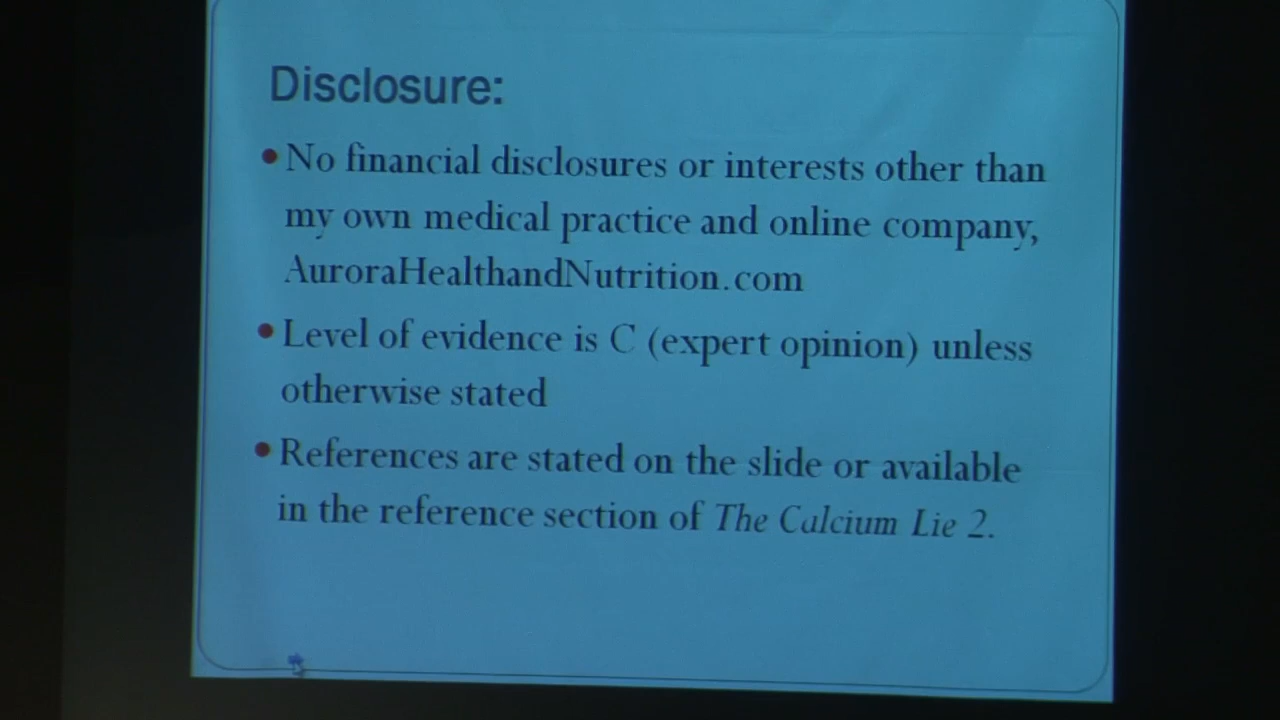 Disclosure:
• No financial disclosures or interests other than
my own medical practice and online company,
AuroraHealthandNutrition.com
• Level of evidence is C (expert opinion) unless
otherwise stated
• References are stated on the slide or available
in the reference section of The Calcium Lie 2.